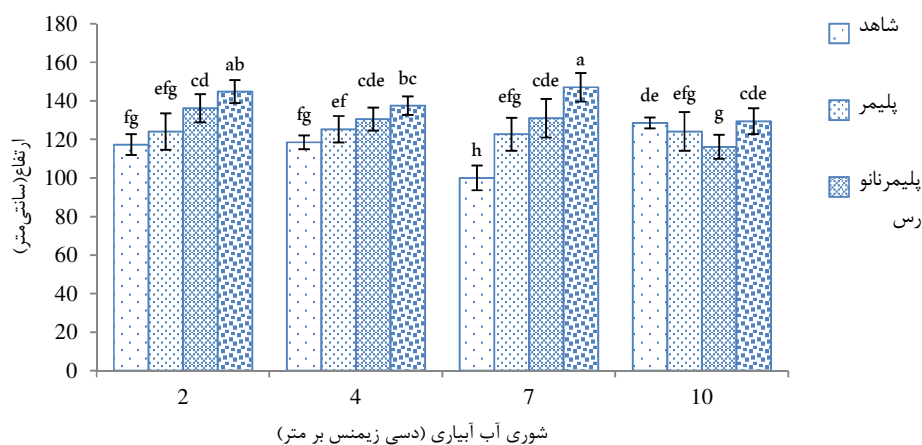 180
160
140
120
100
80
60
40
20
0
ارتفاع(سانتی‌متر)
fg efg cd ab
fg ef cde bc
h efg cde a
de efg g cde
2 4 7 10
شوری آب آبیاری (دسی زیمنس بر متر)
شاهد
پلیمر
پلیمرنانو
رس